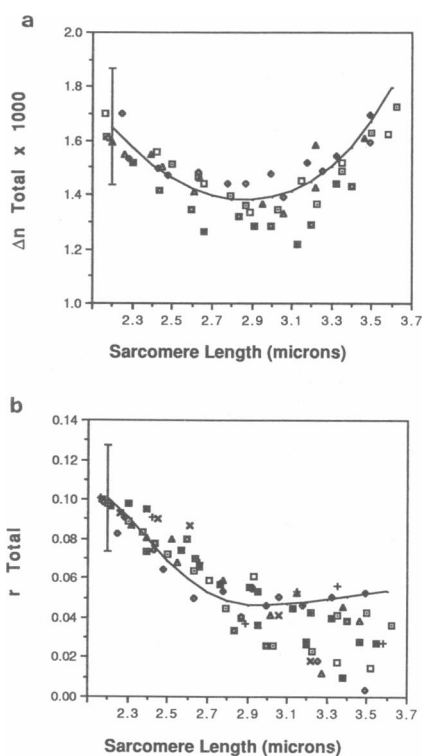 a
2.0
1.8
1.6
1.4
1.2
1.0
Δn Total x 1000
2.3 2.5 2.7 2.9 3.1 3.3 3.5 3.7
Sarcomere Length (microns)
b
0.14
0.12
0.10
0.08
0.06
0.04
0.02
0.00
r Total
2.3 2.5 2.7 2.9 3.1 3.3 3.5 3.7
Sarcomere Length (microns)